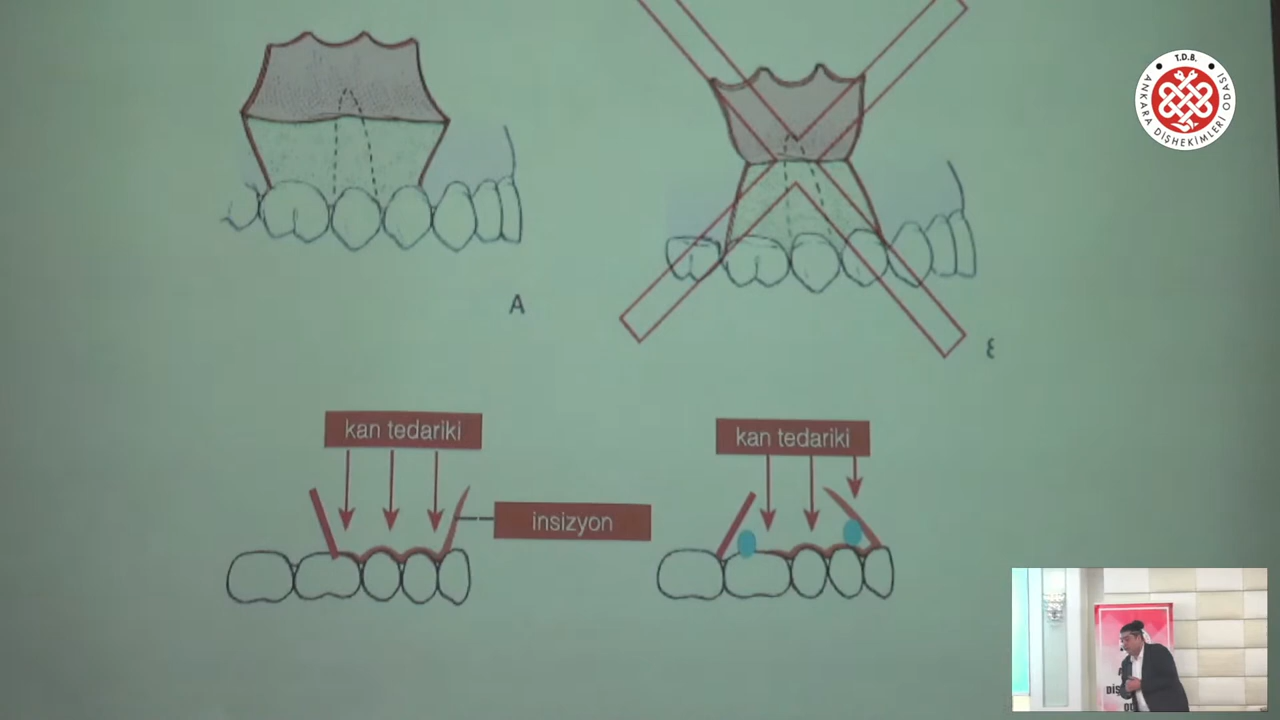 T.D.B.
ANKARA DİŞHEKİMLERİ ODASI
A
kan tedariki
kan tedariki
insizyon